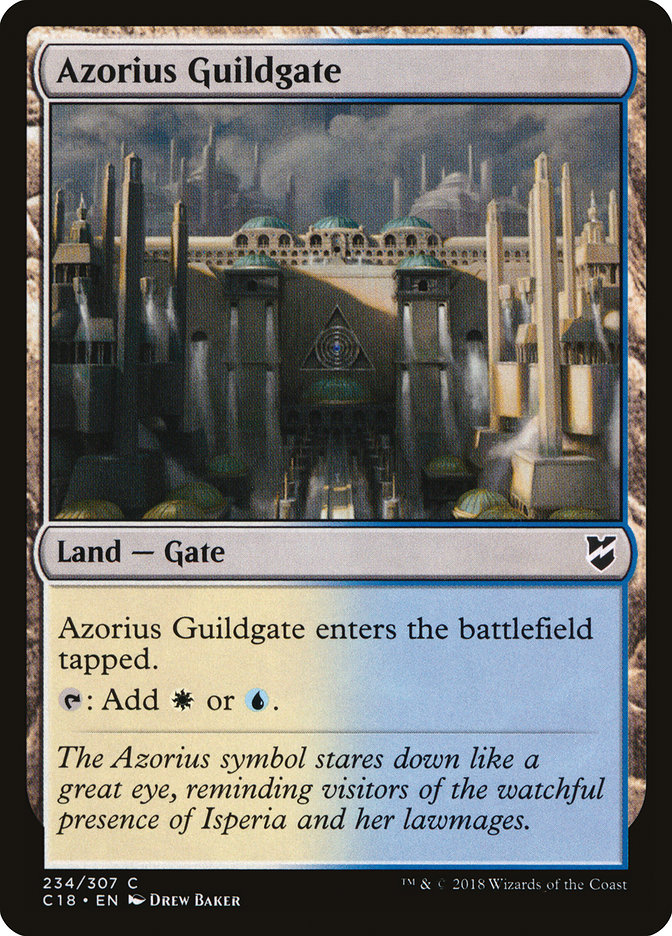 Azorius Guildgate
Land — Gate
Azorius Guildgate enters the battlefield
tapped.
: Add or .
The Azorius symbol stares down like a
great eye, reminding visitors of the watchful
presence of Isperia and her lawmages.
234/307 C
™ & © 2018 Wizards of the Coast
C18 • EN Drew Baker